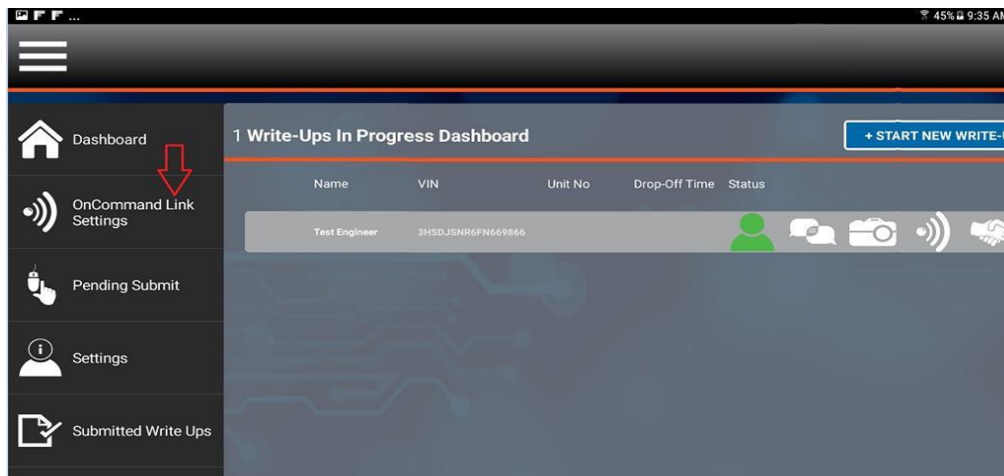 45% 9:35 AM
Dashboard
OnCommand Link
Settings
Pending Submit
Settings
Submitted Write Ups
1 Write-Ups In Progress Dashboard
+ START NEW WRITE-
Name VIN Unit No Drop-Off Time Status
Test Engineer 3HSDJSNR6FN669866